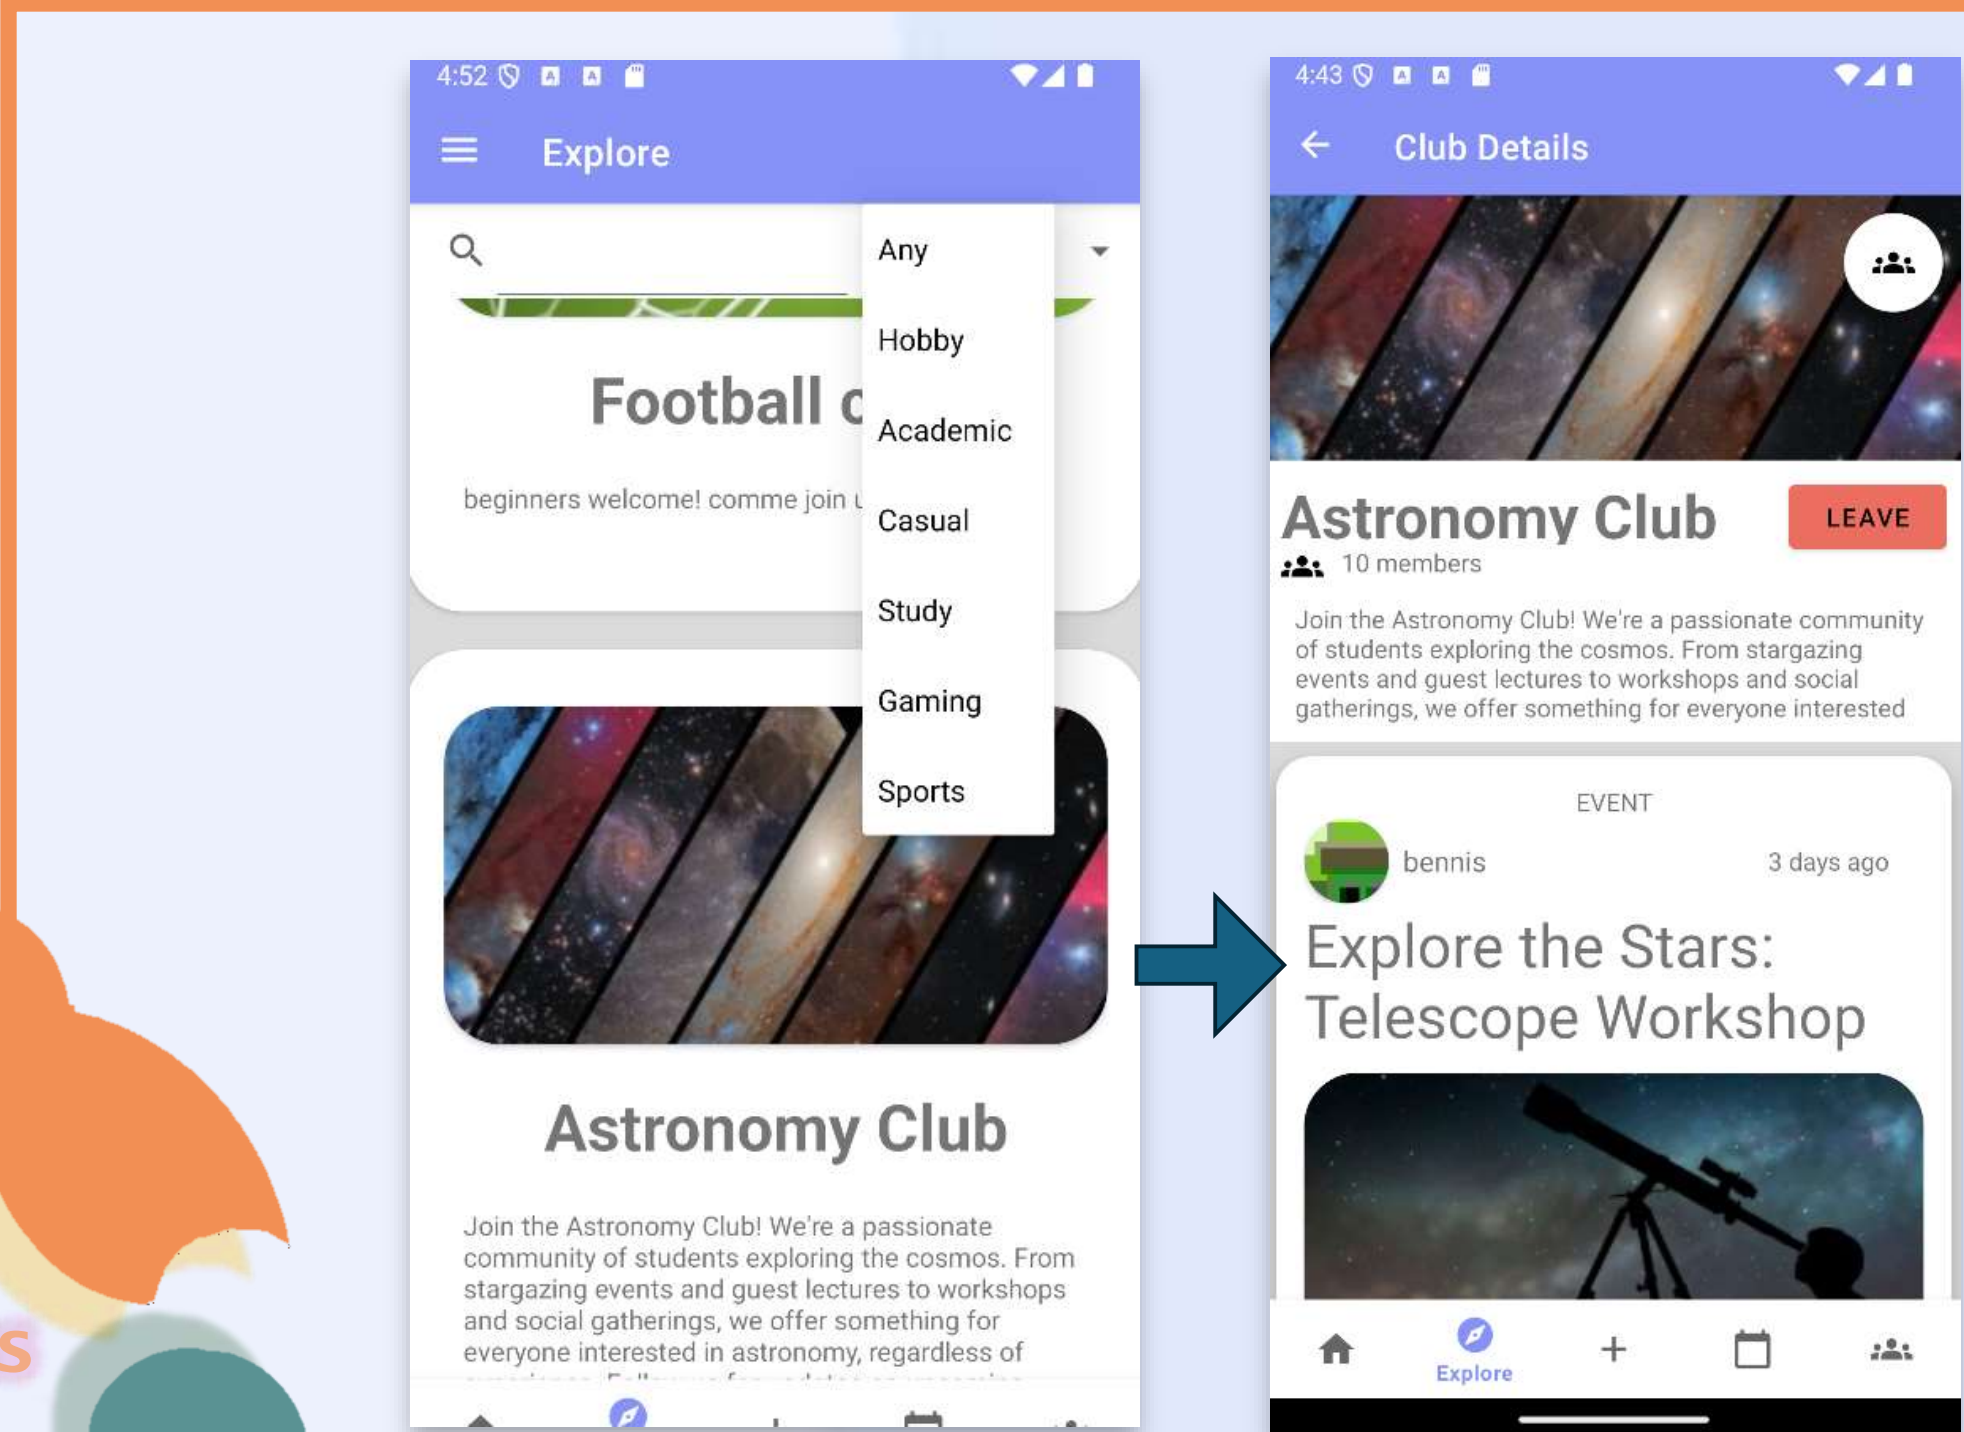 4:52
Explore
Any
Hobby
Academic
Casual
Study
Gaming
Sports
Football
beginners welcome! comme join
Astronomy Club
Join the Astronomy Club! We're a passionate
community of students exploring the cosmos. From
stargazing events and guest lectures to workshops
and social gatherings, we offer something for
everyone interested in astronomy, regardless of
4:43
Club Details
Astronomy Club
LEAVE
10 members
Join the Astronomy Club! We're a passionate community
of students exploring the cosmos. From stargazing
events and guest lectures to workshops and social
gatherings, we offer something for everyone interested
EVENT
bennis
3 days ago
Explore the Stars:
Telescope Workshop
Explore
s